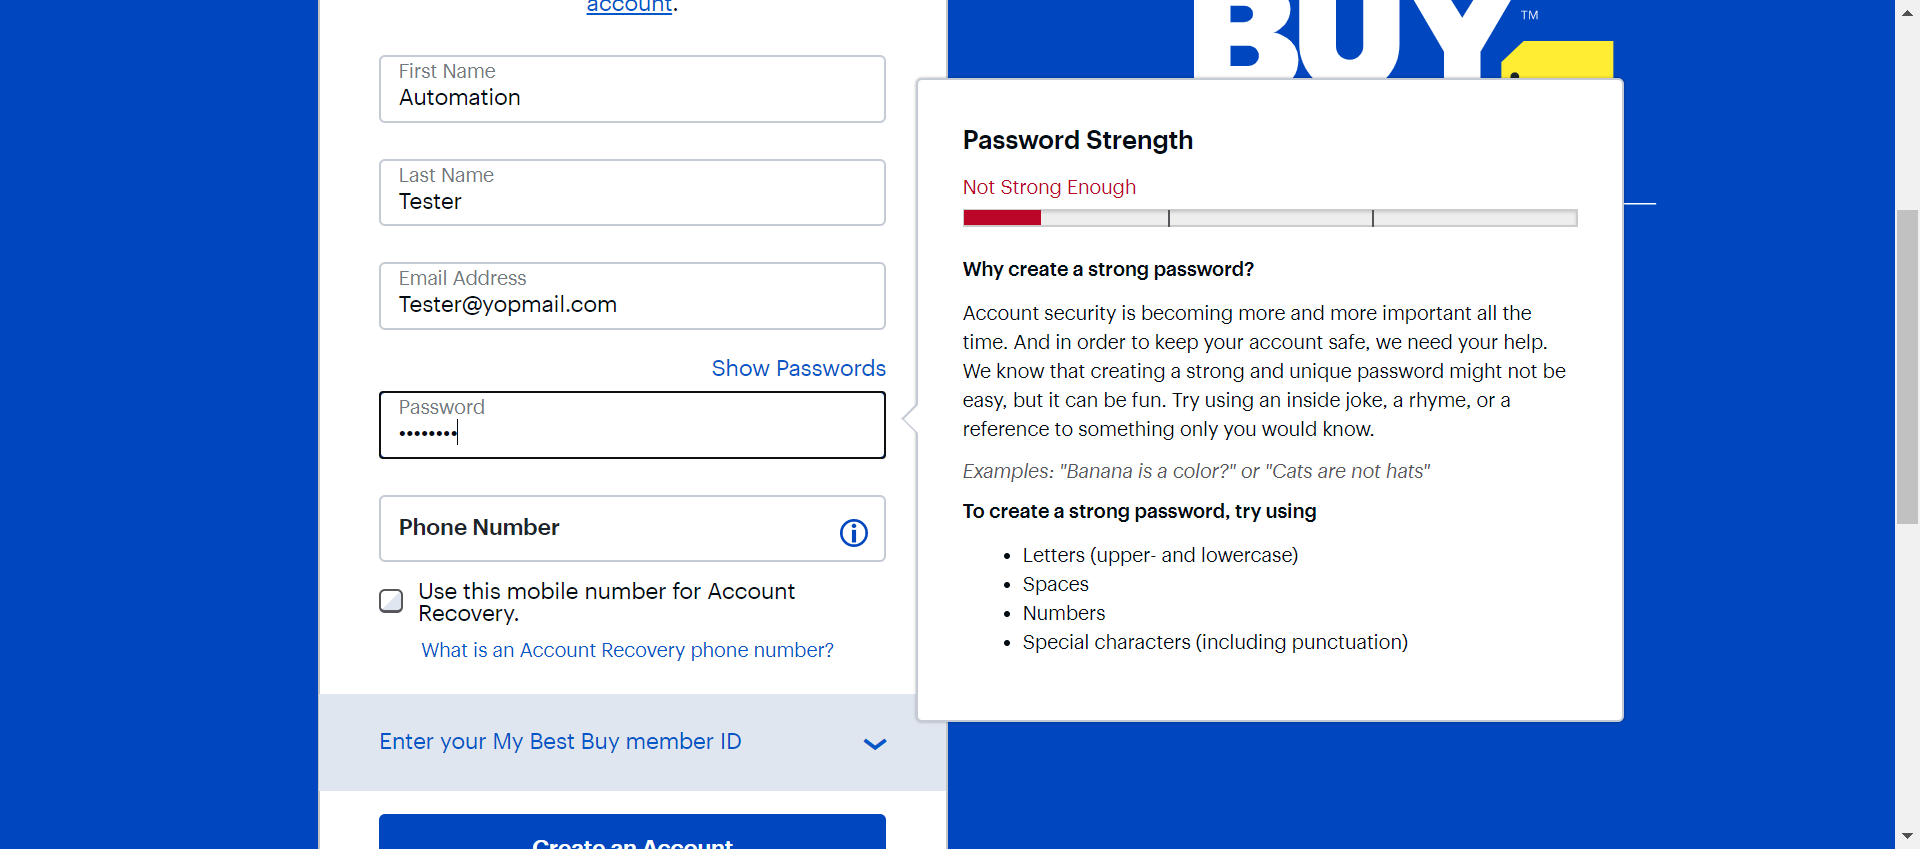 account.
BUY
TM
First Name
Automation
Last Name
Tester
Email Address
Tester@yopmail.com
Show Passwords
Password
••••••••
Phone Number
Use this mobile number for Account
Recovery.
What is an Account Recovery phone number?
Enter your My Best Buy member ID
Create an Account
Password Strength
Not Strong Enough
Why create a strong password?
Account security is becoming more and more important all the
time. And in order to keep your account safe, we need your help.
We know that creating a strong and unique password might not be
easy, but it can be fun. Try using an inside joke, a rhyme, or a
reference to something only you would know.
Examples: "Banana is a color?" or "Cats are not hats"
To create a strong password, try using
• Letters (upper- and lowercase)
• Spaces
• Numbers
• Special characters (including punctuation)